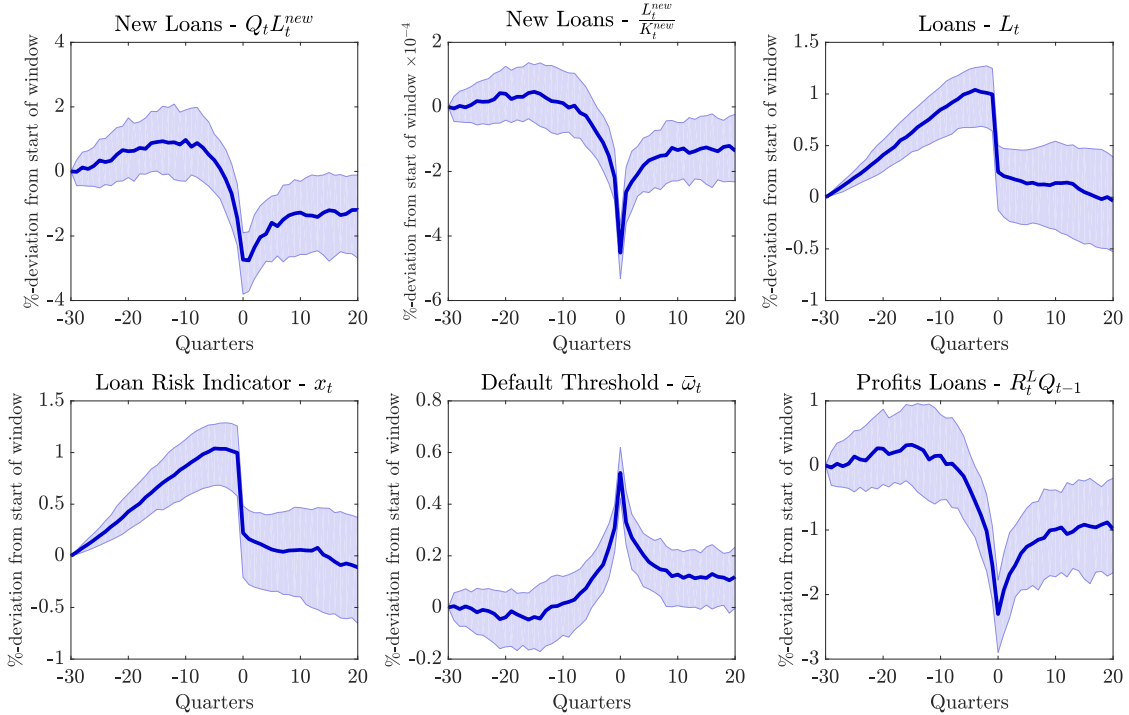 New Loans - Q_t L_t^{new}
%-deviation from start of window
4
2
0
-2
-4
-30 -20 -10 0 10 20
Quarters
New Loans - \frac{L_t^{new}}{K_t^{new}}
%-deviation from start of window ×10^{-4}
2
0
-2
-4
-6
-30 -20 -10 0 10 20
Quarters
Loans - L_t
%-deviation from start of window
1.5
1
0.5
0
-0.5
-1
-30 -20 -10 0 10 20
Quarters
Loan Risk Indicator - x_t
%-deviation from start of window
1.5
1
0.5
0
-0.5
-1
-30 -20 -10 0 10 20
Quarters
Default Threshold - \bar{ω}_t
%-deviation from start of window
0.8
0.6
0.4
0.2
0
-0.2
-30 -20 -10 0 10 20
Quarters
Profits Loans - R_t^L Q_{t-1}
%-deviation from start of window
1
0
-1
-2
-3
-30 -20 -10 0 10 20
Quarters